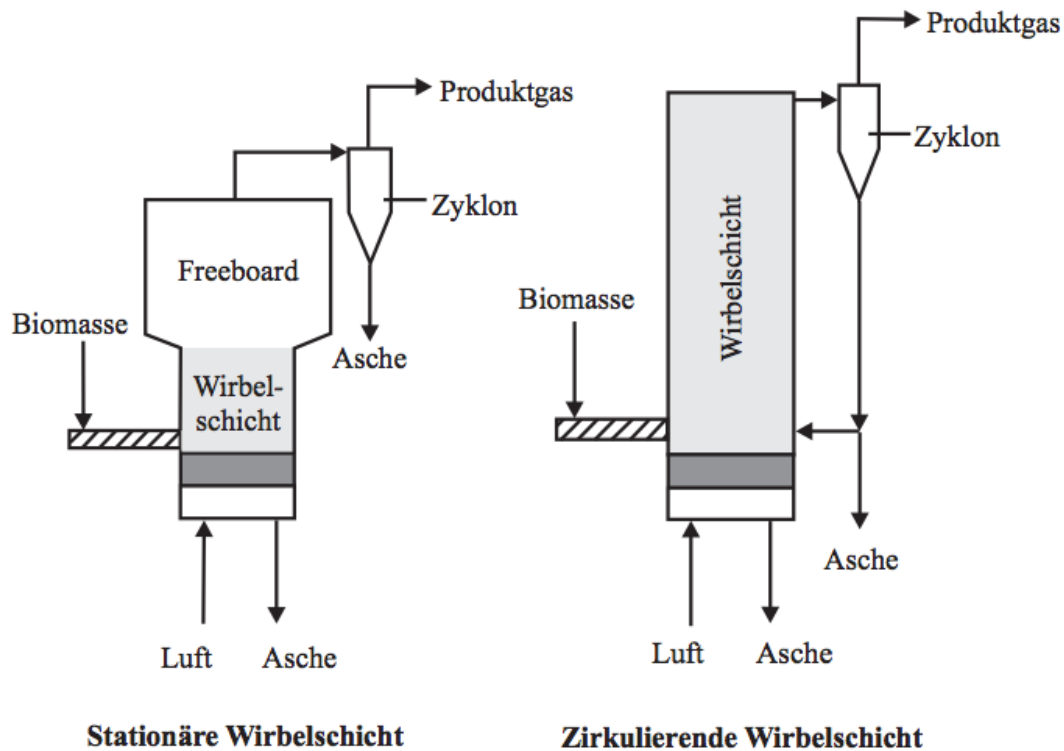 Produktgas
Zyklon
Freeboard
Biomasse
Asche
Wirbel-
schicht
Luft
Asche
Stationäre Wirbelschicht
Produktgas
Zyklon
Wirbelschicht
Biomasse
Asche
Luft
Asche
Zirkulierende Wirbelschicht